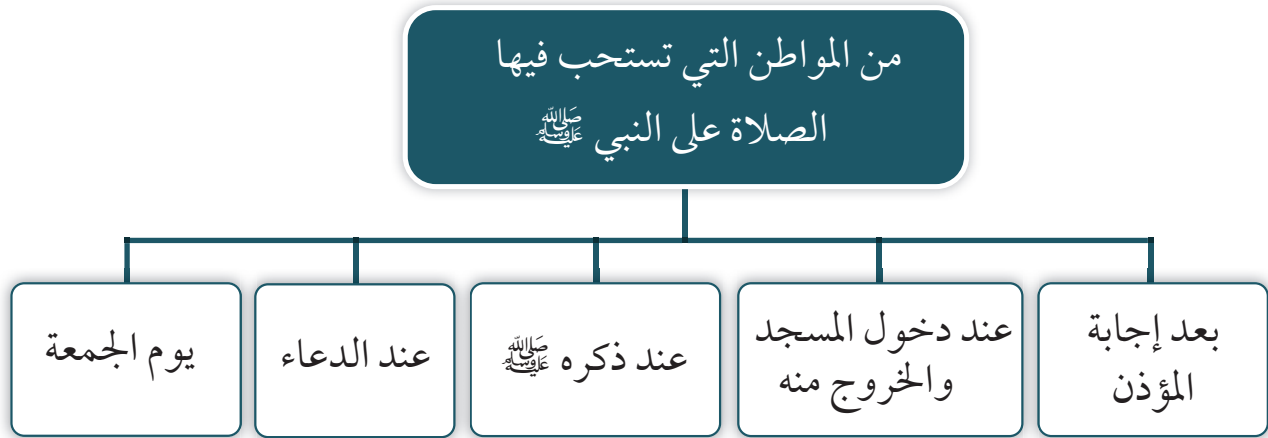 من المواطن التي تستحب فيها
الصلاة على النبي ﷺ
بعد إجابة
المؤذن
عند دخول المسجد
والخروج منه
عند ذكره ﷺ
عند الدعاء
يوم الجمعة